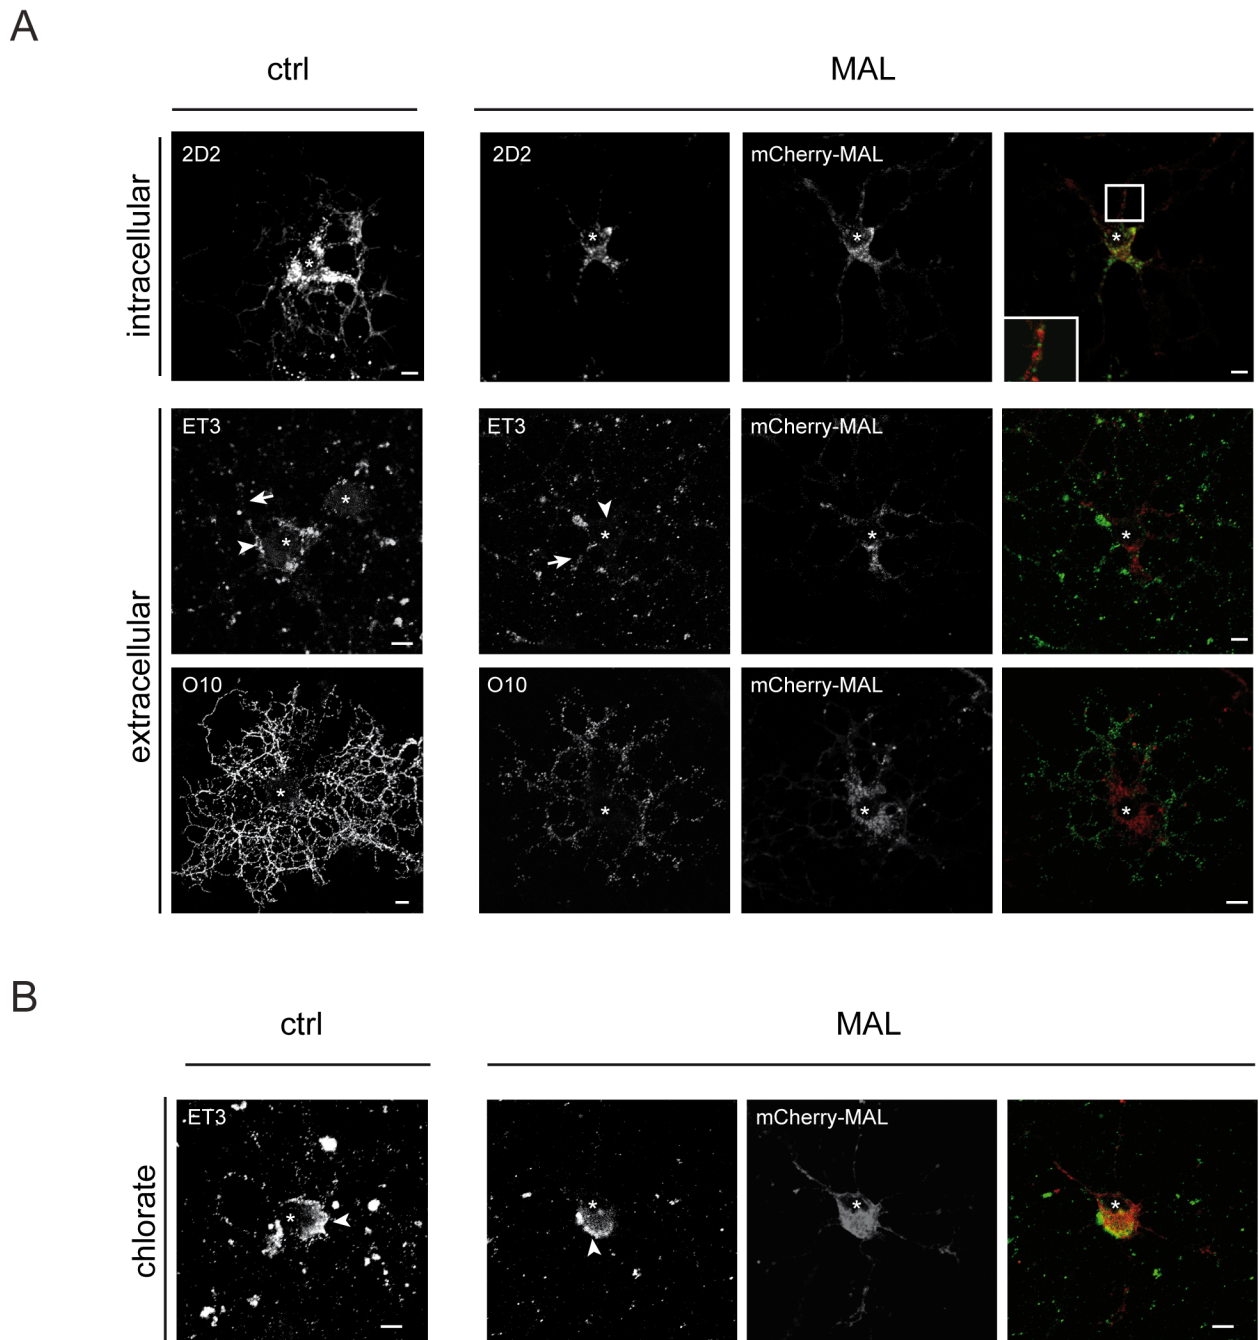 A
ctrl
MAL
intracellular
2D2
2D2
mCherry-MAL
*
*
*
*
extracellular
ET3
ET3
mCherry-MAL
*
*
*
*
*
O10
O10
mCherry-MAL
*
*
*
*
B
ctrl
MAL
chlorate
ET3
mCherry-MAL
*
*
*
*